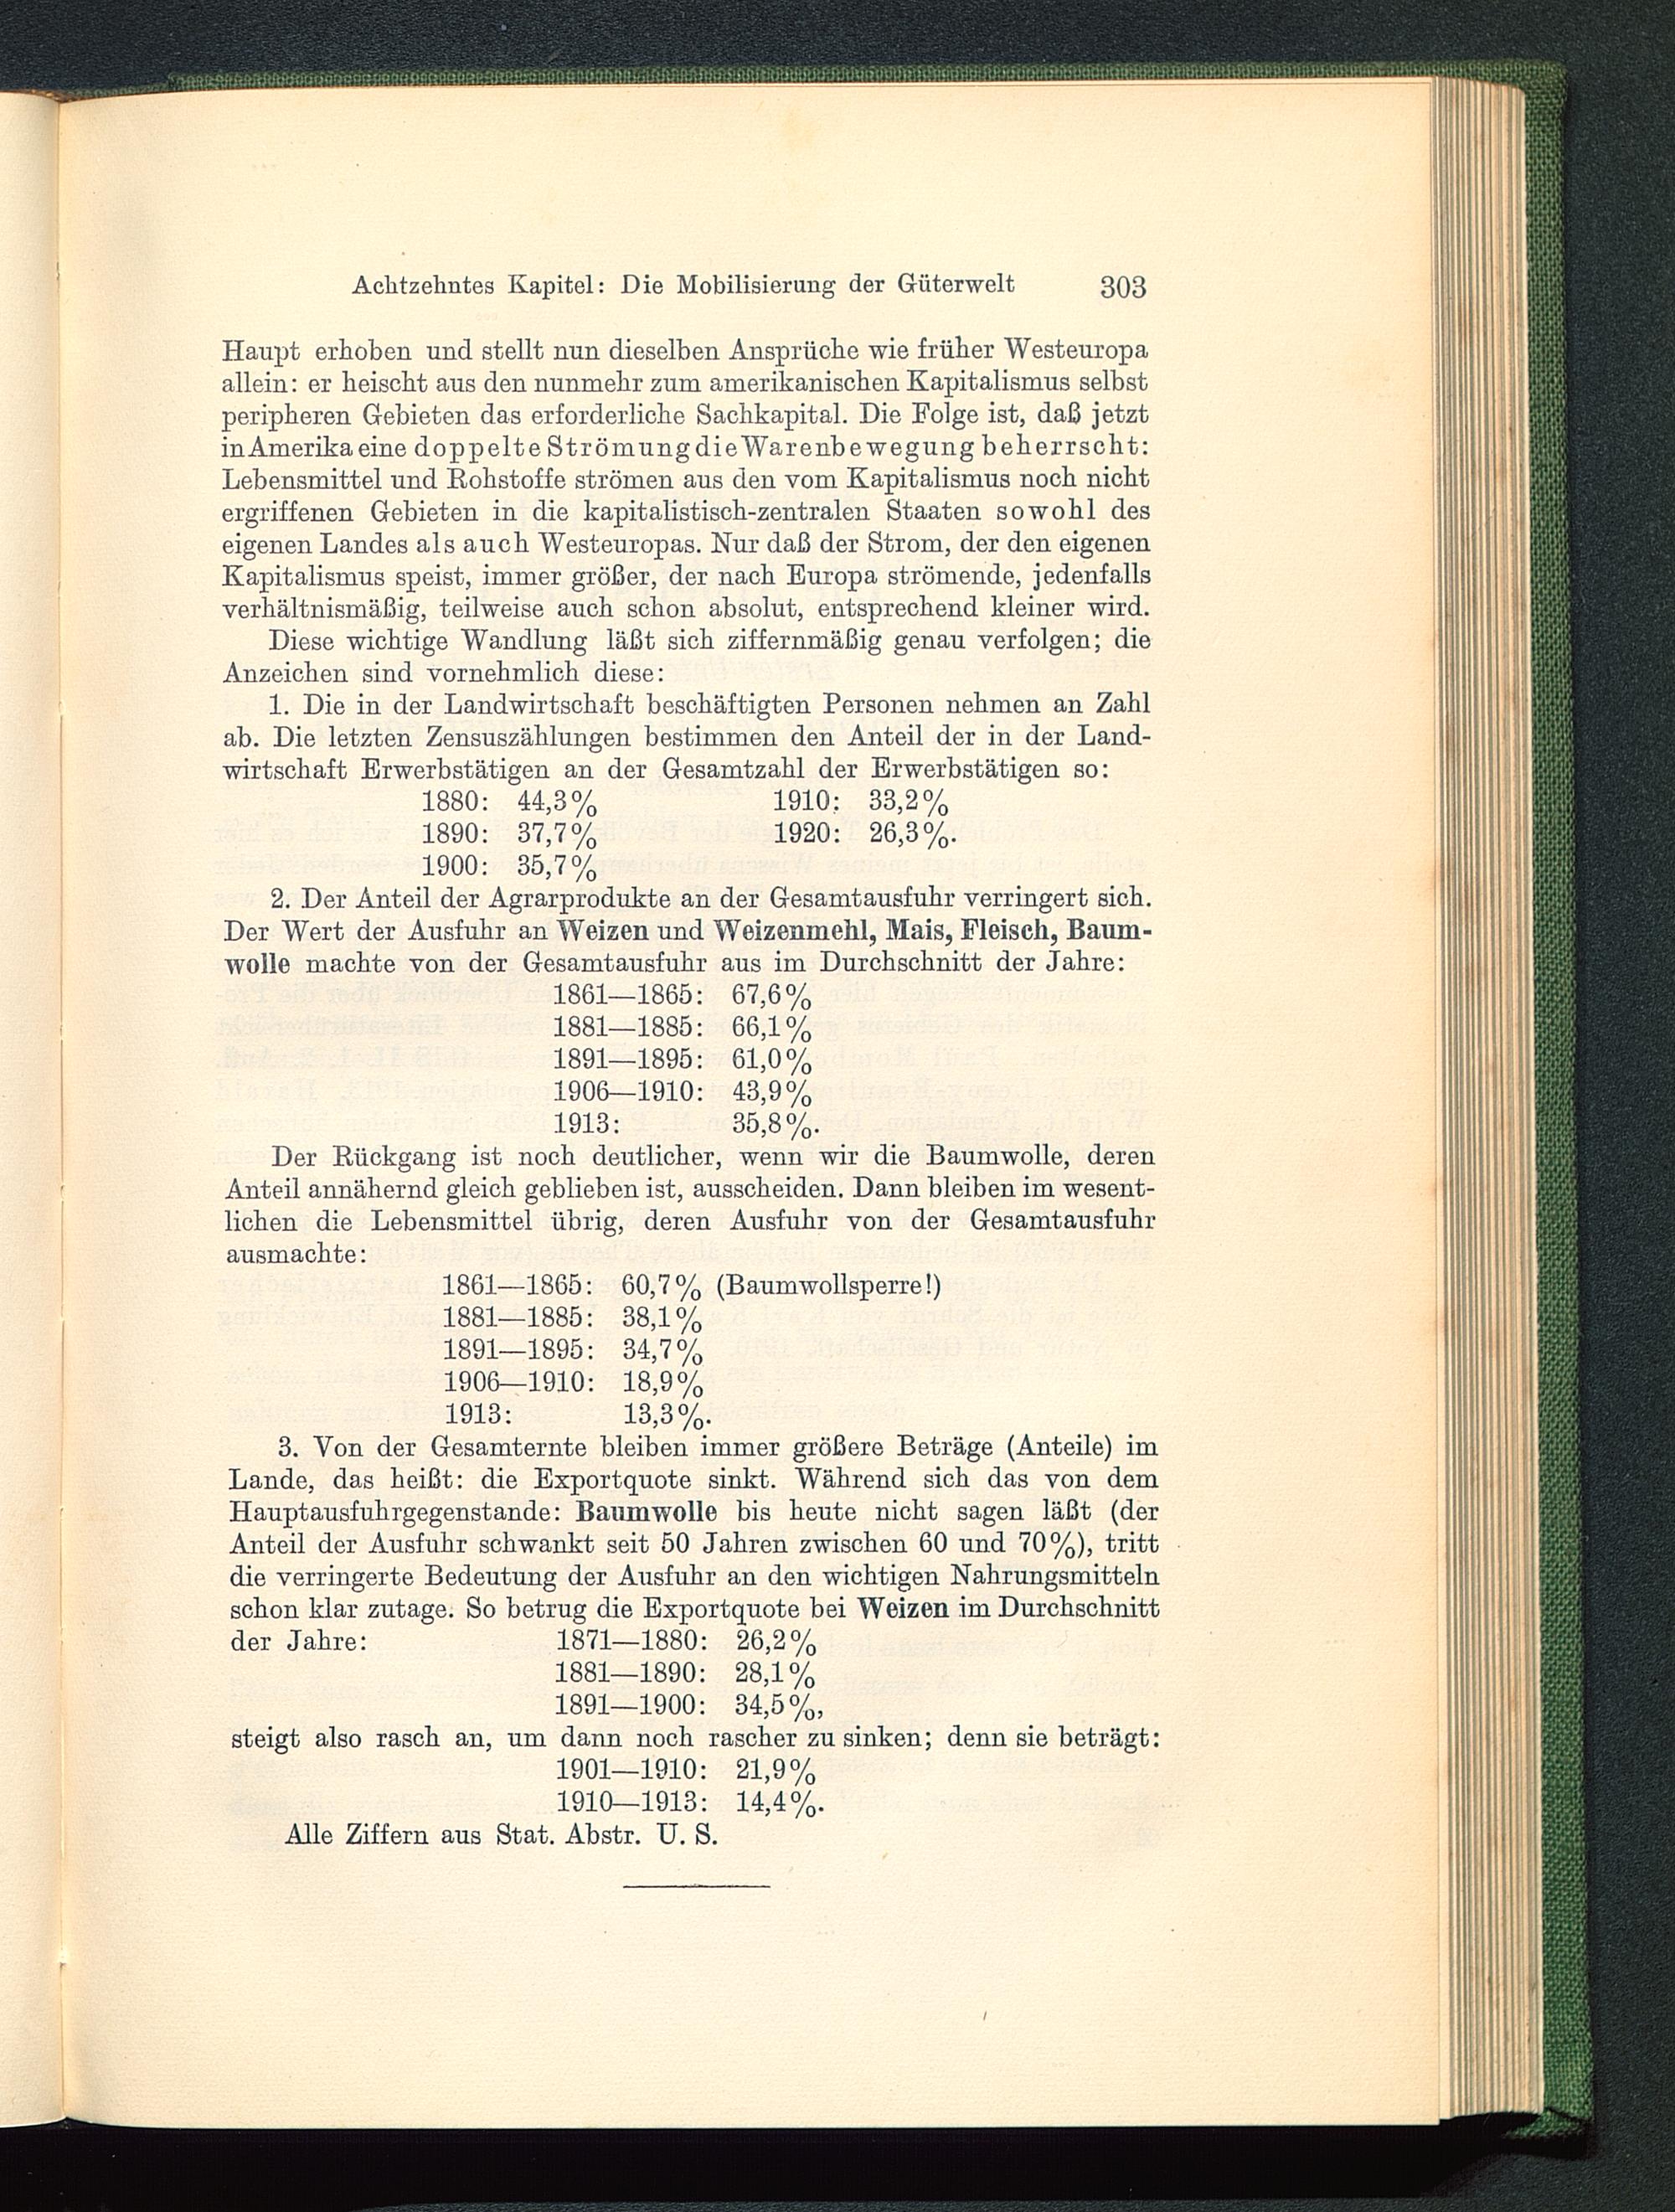 Achtzehntes Kapitel: Die Mobilisierung der Güterwelt 303
Haupt erhoben und stellt nun dieselben Ansprüche wie früher Westeuropa
allein: er heischt aus den nunmehr zum amerikanischen Kapitalismus selbst
peripheren Gebieten das erforderliche Sachkapital. Die Folge ist, daß jetzt
in Amerika eine doppelte Strömung die Warenbewegung beherrscht:
Lebensmittel und Rohstoffe strömen aus den vom Kapitalismus noch nicht
ergriffenen Gebieten in die kapitalistisch-zentralen Staaten sowohl des
eigenen Landes als auch Westeuropas. Nur daß der Strom, der den eigenen
Kapitalismus speist, immer größer, der nach Europa strömende, jedenfalls
verhältnismäßig, teilweise auch schon absolut, entsprechend kleiner wird.
Diese wichtige Wandlung läßt sich ziffernmäßig genau verfolgen; die
Anzeichen sind vornehmlich diese:
1. Die in der Landwirtschaft beschäftigten Personen nehmen an Zahl
ab. Die letzten Zensuszählungen bestimmen den Anteil der in der Land-
wirtschaft Erwerbstätigen an der Gesamtzahl der Erwerbstätigen so:
1880: 44,3% 1910: 33,2%
1890: 37,7% 1920: 26,3%.
1900: 35,7%
2. Der Anteil der Agrarprodukte an der Gesamtausfuhr verringert sich.
Der Wert der Ausfuhr an Weizen und Weizenmehl, Mais, Fleisch, Baum-
wolle machte von der Gesamtausfuhr aus im Durchschnitt der Jahre:
1861—1865: 67,6%
1881—1885: 66,1%
1891—1895: 61,0%
1906—1910: 43,9%
1913: 35,8%.
Der Rückgang ist noch deutlicher, wenn wir die Baumwolle, deren
Anteil annähernd gleich geblieben ist, ausscheiden. Dann bleiben im wesent-
lichen die Lebensmittel übrig, deren Ausfuhr von der Gesamtausfuhr
ausmachte:
1861—1865: 60,7% (Baumwollsperre!)
1881—1885: 38,1%
1891—1895: 34,7%
1906—1910: 18,9%
1913: 13,3%.
3. Von der Gesamternte bleiben immer größere Beträge (Anteile) im
Lande, das heißt: die Exportquote sinkt. Während sich das von dem
Hauptausfuhrgegenstande: Baumwolle bis heute nicht sagen läßt (der
Anteil der Ausfuhr schwankt seit 50 Jahren zwischen 60 und 70%), tritt
die verringerte Bedeutung der Ausfuhr an den wichtigen Nahrungsmitteln
schon klar zutage. So betrug die Exportquote bei Weizen im Durchschnitt
der Jahre: 1871—1880: 26,2%
1881—1890: 28,1%
1891—1900: 34,5%,
steigt also rasch an, um dann noch rascher zu sinken; denn sie beträgt:
1901—1910: 21,9%
1910—1913: 14,4%.
Alle Ziffern aus Stat. Abstr. U. S.